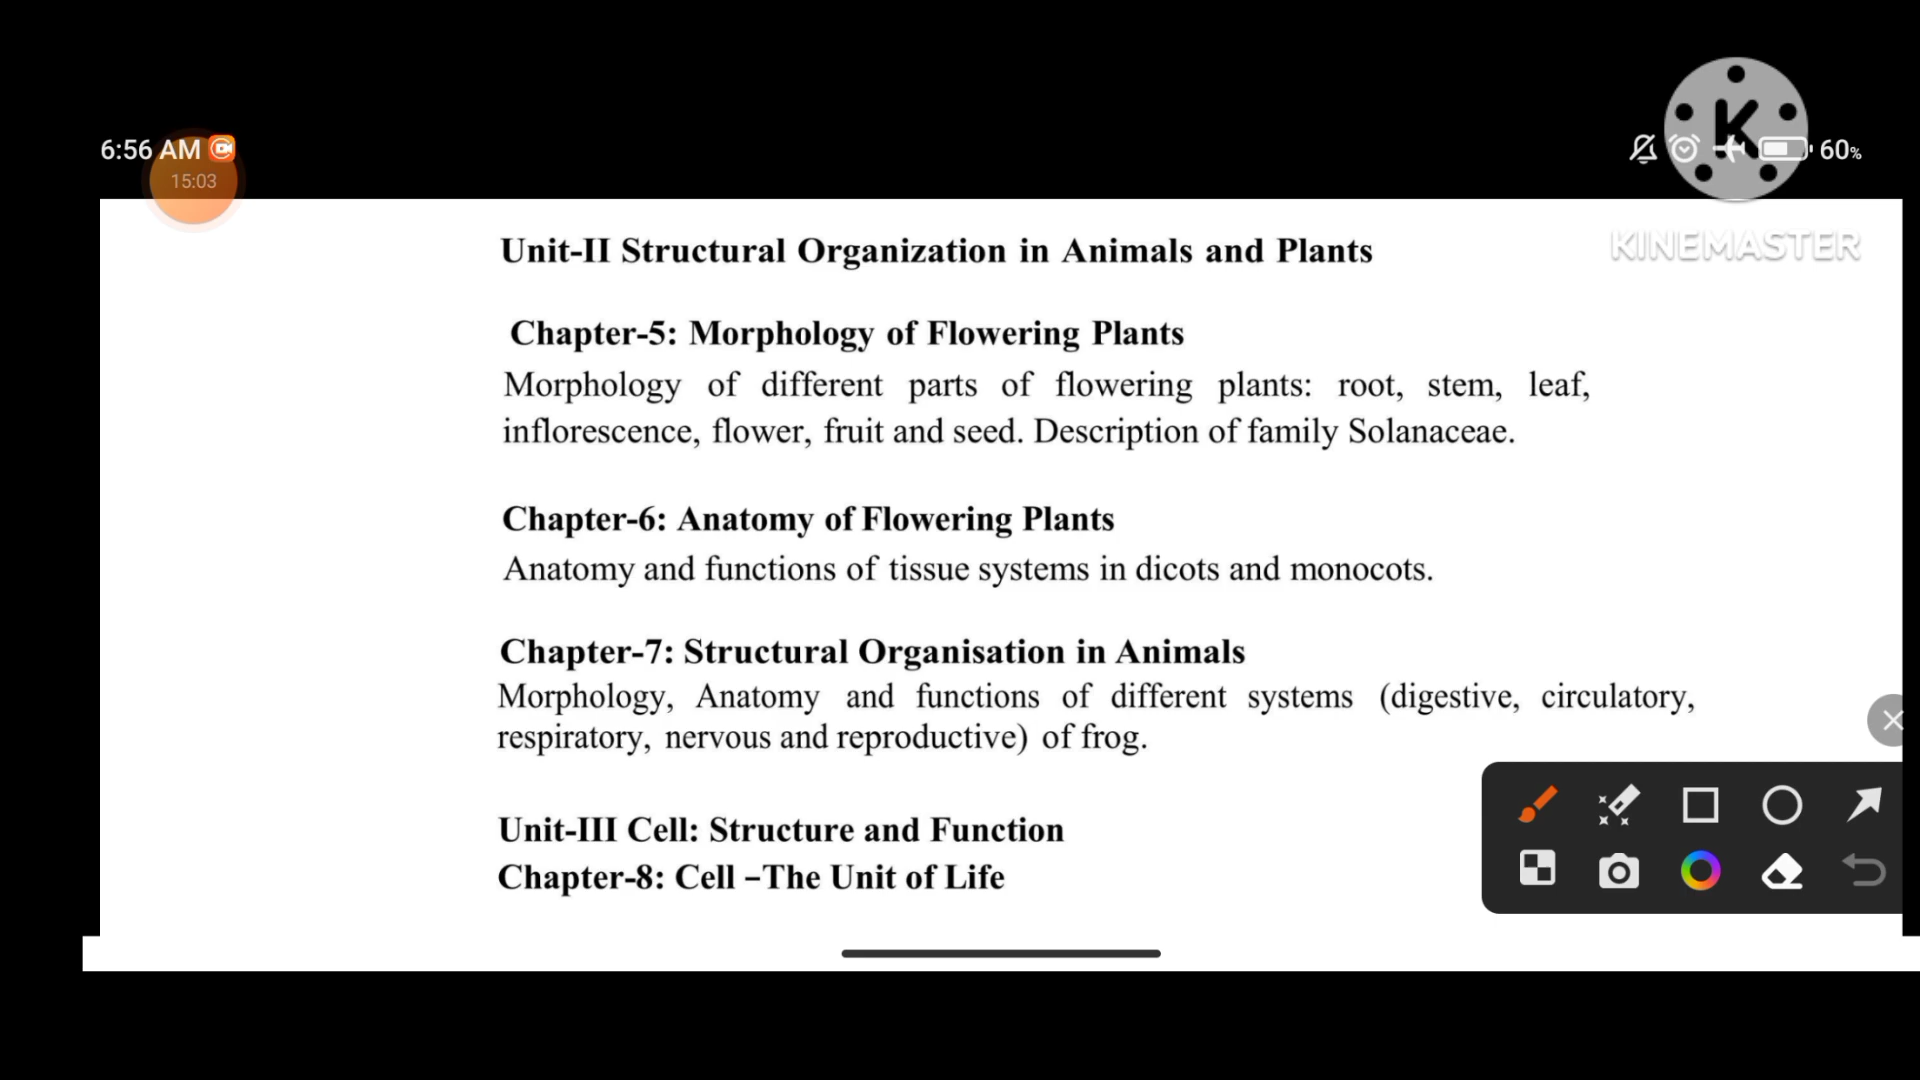 6:56 AM
15:03
60%
K
KINEMASTER
Unit-II Structural Organization in Animals and Plants
Chapter-5: Morphology of Flowering Plants
Morphology of different parts of flowering plants: root, stem, leaf,
inflorescence, flower, fruit and seed. Description of family Solanaceae.
Chapter-6: Anatomy of Flowering Plants
Anatomy and functions of tissue systems in dicots and monocots.
Chapter-7: Structural Organisation in Animals
Morphology, Anatomy and functions of different systems (digestive, circulatory,
respiratory, nervous and reproductive) of frog.
Unit-III Cell: Structure and Function
Chapter-8: Cell –The Unit of Life